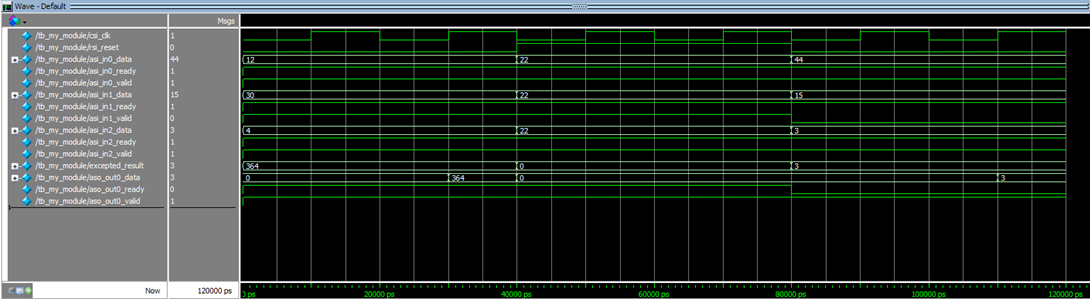 Wave - Default
Msgs
/tb_my_module/csi_clk 1
/tb_my_module/rsi_reset 0
/tb_my_module/asi_in0_data 44 12 22 44
/tb_my_module/asi_in0_ready 1
/tb_my_module/asi_in0_valid 1
/tb_my_module/asi_in1_data 15 30 22 15
/tb_my_module/asi_in1_ready 1
/tb_my_module/asi_in1_valid 0
/tb_my_module/asi_in2_data 3 4 22 3
/tb_my_module/asi_in2_ready 1
/tb_my_module/asi_in2_valid 1
/tb_my_module/excepted_result 3 364 0 3
/tb_my_module/aso_out0_data 3 0 364 0 3
/tb_my_module/aso_out0_ready 0
/tb_my_module/aso_out0_valid 1
Now 120000 ps 20000 ps 40000 ps 60000 ps 80000 ps 100000 ps 120000 ps